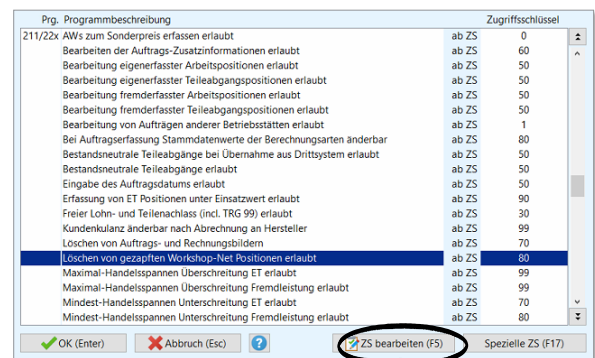 Prg. Programmbeschreibung Zugriffsschlüssel
211/22x AWs zum Sonderpreis erfassen erlaubt ab ZS 0
Bearbeiten der Auftrags-Zusatzinformationen erlaubt ab ZS 60
Bearbeitung eigenerfasster Arbeitspositionen erlaubt ab ZS 50
Bearbeitung eigenerfasster Teileabgangspositionen erlaubt ab ZS 50
Bearbeitung fremderfasster Arbeitspositionen erlaubt ab ZS 50
Bearbeitung fremderfasster Teileabgangspositionen erlaubt ab ZS 50
Bearbeitung von Aufträgen anderer Betriebsstätten erlaubt ab ZS 1
Bei Auftragserfassung Stammdatenwerte der Berechnungsarten änderbar ab ZS 80
Bestandsneutrale Teileabgänge bei Übernahme aus Drittsystem erlaubt ab ZS 50
Bestandsneutrale Teileabgänge erlaubt ab ZS 50
Eingabe des Auftragsdatums erlaubt ab ZS 50
Erfassung von ET Positionen unter Einsatzwert erlaubt ab ZS 90
Freier Lohn- und Teilenachlass (incl. TRG 99) erlaubt ab ZS 30
Kundenkulanz änderbar nach Abrechnung an Hersteller ab ZS 99
Löschen von Auftrags- und Rechnungsbildern ab ZS 70
Löschen von gezapften Workshop-Net Positionen erlaubt ab ZS 80
Maximal-Handelsspannen Überschreitung ET erlaubt ab ZS 99
Maximal-Handelsspannen Überschreitung Fremdleistung erlaubt ab ZS 99
Mindest-Handelsspannen Unterschreitung ET erlaubt ab ZS 70
Mindest-Handelsspannen Unterschreitung Fremdleistung erlaubt ab ZS 80
OK (Enter) Abbruch (Esc) ? ZS bearbeiten (F5) Spezielle ZS (F17)